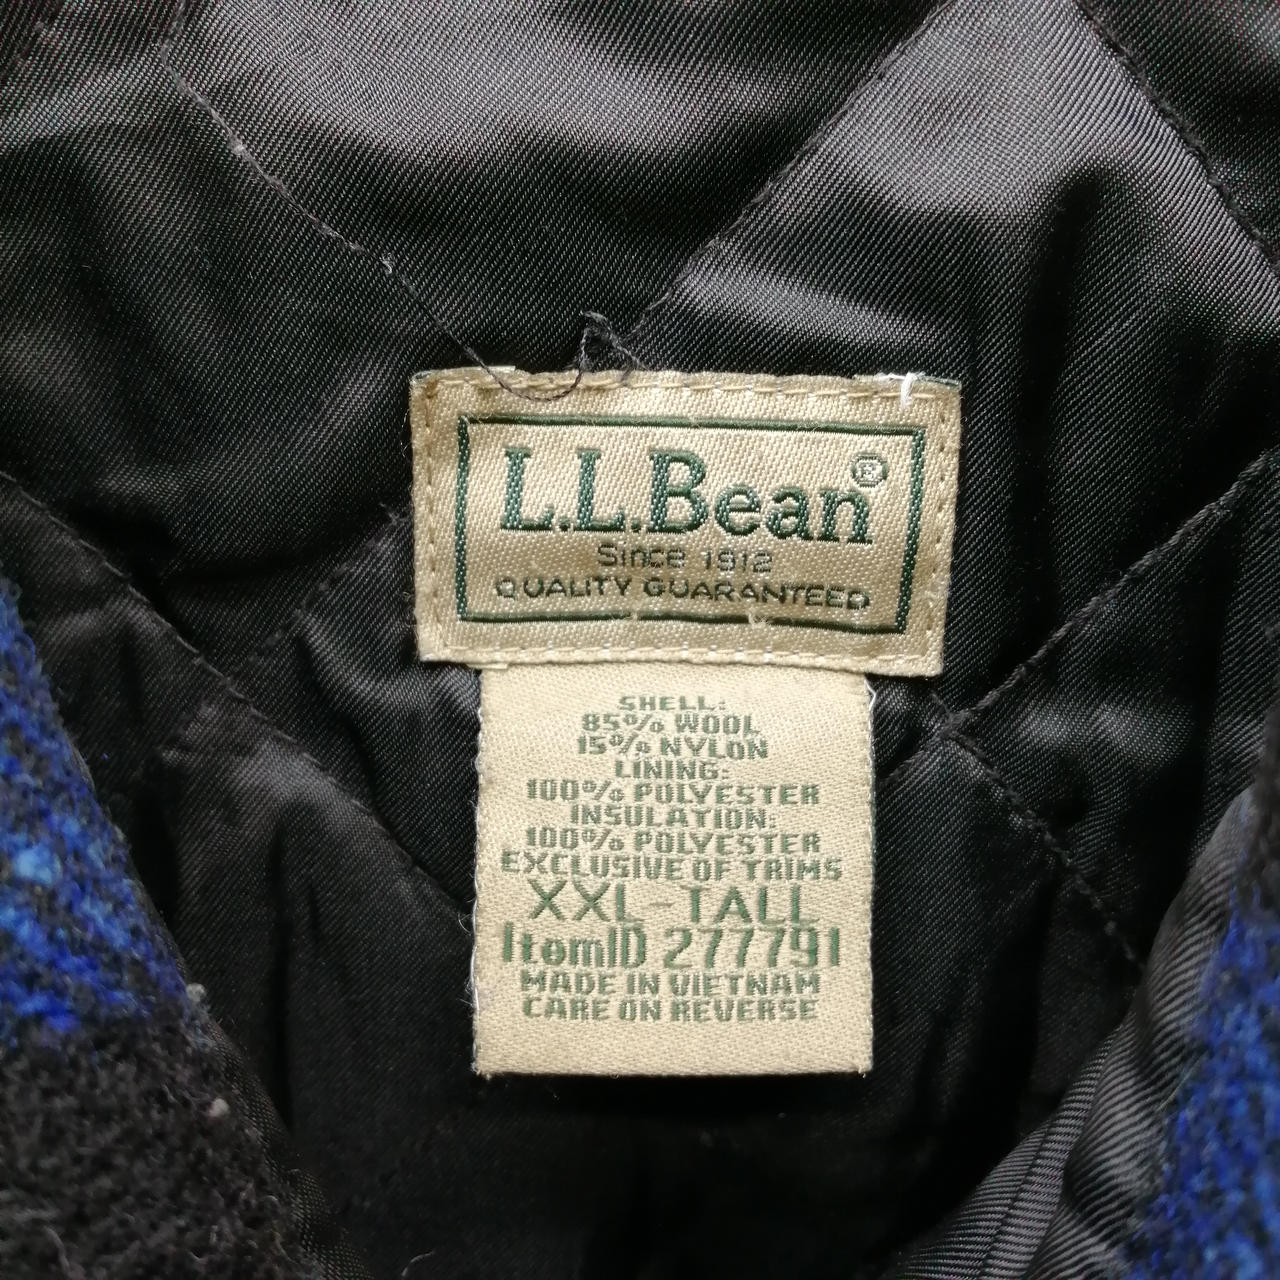 L.L.Bean®
Since 1912
QUALITY GUARANTEED
SHELL:
85% WOOL
15% NYLON
LINING:
100% POLYESTER
INSULATION:
100% POLYESTER
EXCLUSIVE OF TRIMS
XXL-TALL
ItemID 277791
MADE IN VIETNAM
CARE ON REVERSE